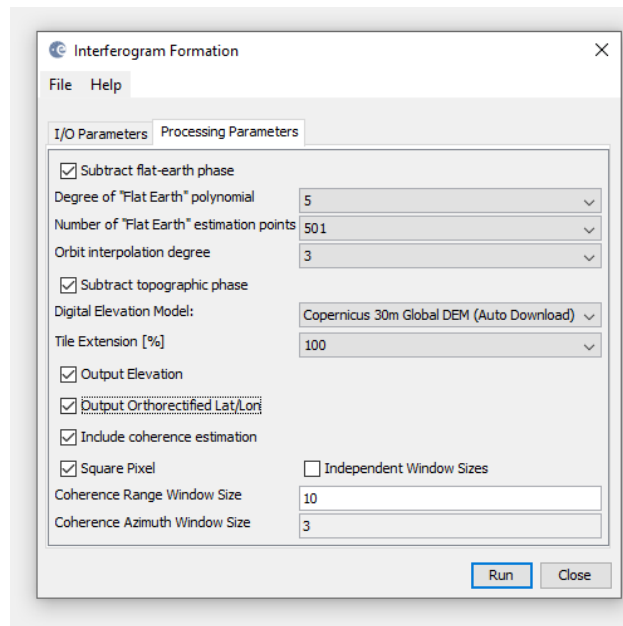 Interferogram Formation
File Help
I/O Parameters Processing Parameters
Subtract flat-earth phase
Degree of "Flat Earth" polynomial 5
Number of "Flat Earth" estimation points 501
Orbit interpolation degree 3
Subtract topographic phase
Digital Elevation Model: Copernicus 30m Global DEM (Auto Download)
Tile Extension [%] 100
Output Elevation
Output Orthorectified Lat/Lon
Include coherence estimation
Square Pixel Independent Window Sizes
Coherence Range Window Size 10
Coherence Azimuth Window Size 3
Run Close